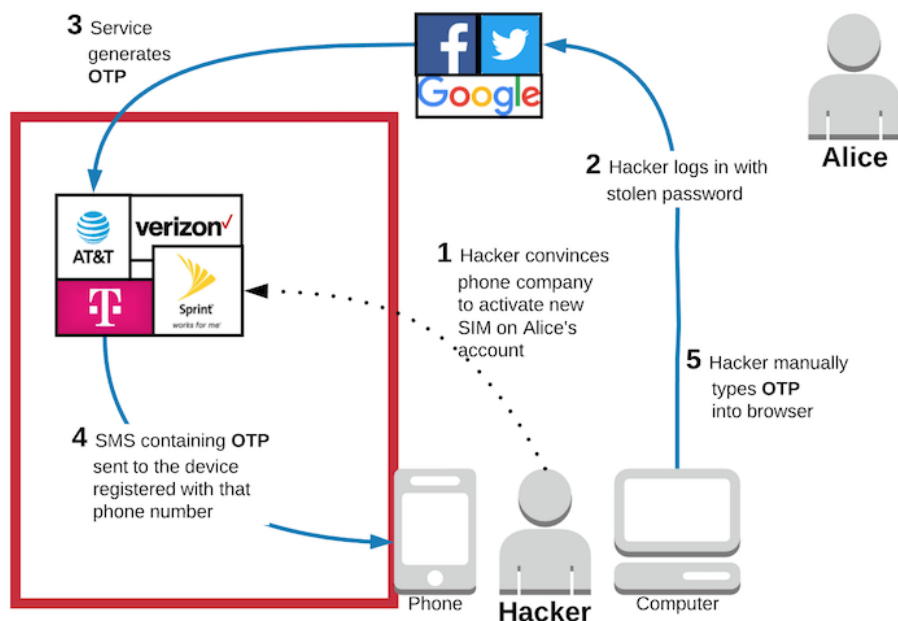 3 Service
generates
OTP
f
Google
Alice
2 Hacker logs in with
stolen password
AT&T
verizon✓
T
Sprint
works for me®
1 Hacker convinces
phone company
to activate new
SIM on Alice's
account
5 Hacker manually
types OTP
into browser
4 SMS containing OTP
sent to the device
registered with that
phone number
Phone
Hacker
Computer